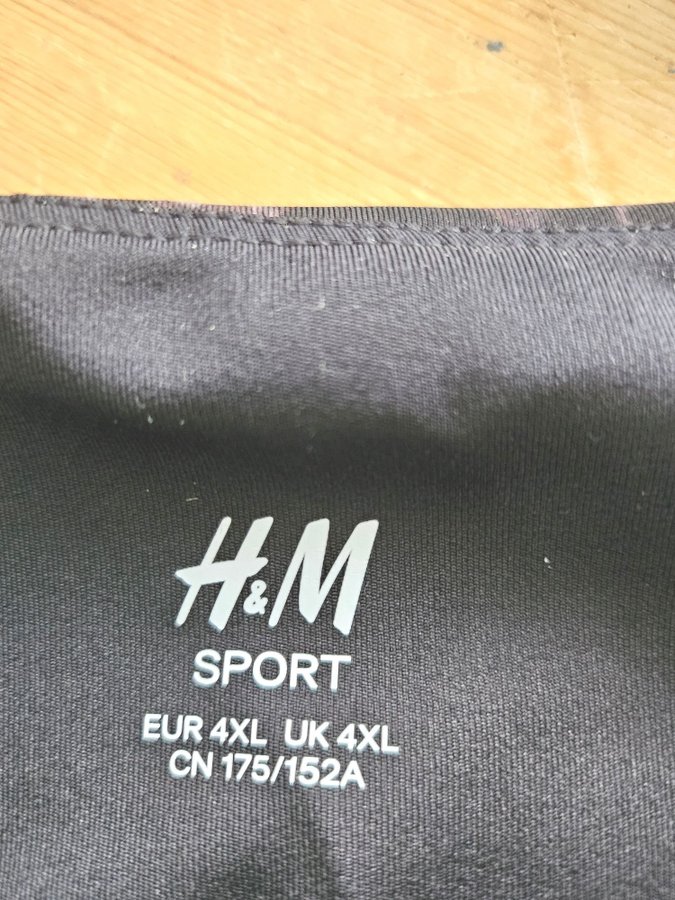 H&M
SPORT
EUR 4XL UK 4XL
CN 175/152A